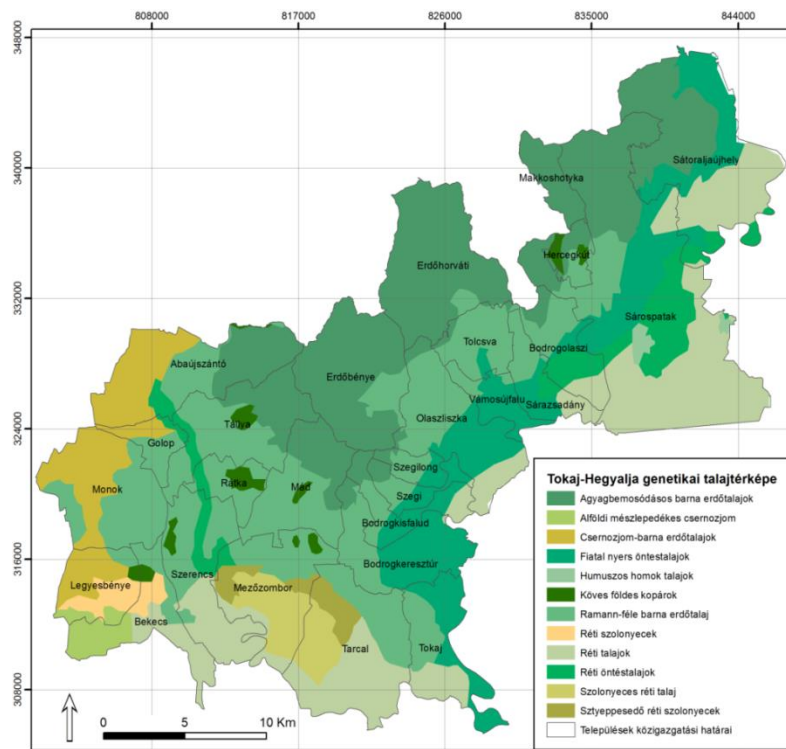 808000
817000
826000
835000
844000
348000
340000
332000
324000
316000
308000
Sátoraljaújhely
Makkoshotyka
Erdőhorváti
Hercegkút
Sárospatak
Tolcsva
Bodrogolaszi
Abaújszántó
Erdőbénye
Vámosújfalu
Sárazsadány
Olaszliszka
Tállya
Golop
Szegilong
Monok
Rátka
Mád
Szegi
Bodrogkisfalud
Bodrogkeresztúr
Legyesbénye
Szerencs
Mezőzombor
Bekecs
Tarcal
Tokaj
0
5
10 Km
Tokaj-Hegyalja genetikai talajtérképe
Agyagbemosódásos barna erdőtalajok
Alföldi mészlepedékes csernozjom
Csernozjom-barna erdőtalajok
Fiatal nyers öntestalajok
Humuszos homok talajok
Köves földes kopárok
Ramann-féle barna erdőtalaj
Réti szolonyecek
Réti talajok
Réti öntéstalajok
Szolonyeces réti talaj
Sztyeppesedő réti szolonyecek
Települések közigazgatási határai